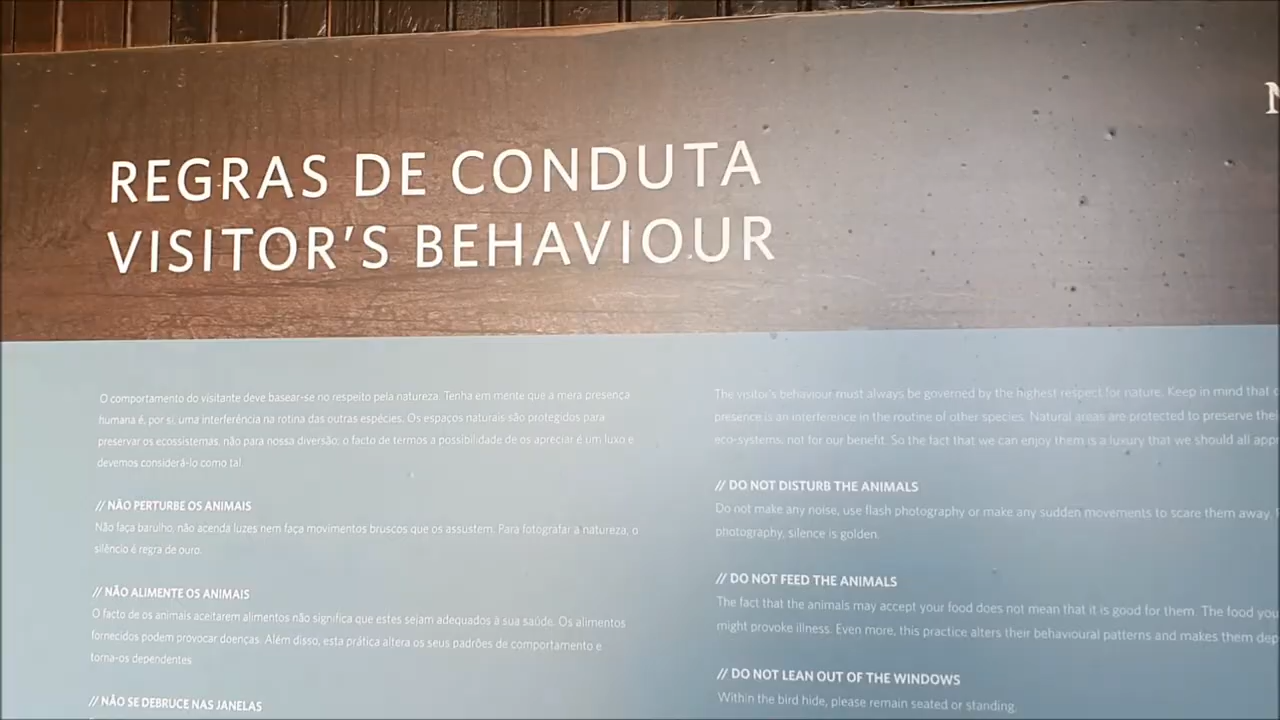 REGRAS DE CONDUTA
VISITOR'S BEHAVIOUR
O comportamento do visitante deve basear-se no respeito pela natureza. Tenha em mente que a mera presença
humana é, por si, uma interferência na rotina das outras espécies. Os espaços naturais são protegidos para
preservar os ecossistemas, não para nossa diversão; o facto de termos a possibilidade de os apreciar é um luxo e
devemos considerá-lo como tal.
// NÃO PERTURBE OS ANIMAIS
Não faça barulho, não acenda luzes nem faça movimentos bruscos que os assustem. Para fotografar a natureza, o
silêncio é regra de ouro.
// NÃO ALIMENTE OS ANIMAIS
O facto de os animais aceitarem alimentos não significa que estes sejam adequados à sua saúde. Os alimentos
fornecidos podem provocar doenças. Além disso, esta prática altera os seus padrões de comportamento e
torna-os dependentes
// NÃO SE DEBRUCE NAS JANELAS
The visitor's behaviour must always be governed by the highest respect for nature. Keep in mind that
presence is an interference in the routine of other species. Natural areas are protected to preserve
eco-systems, not for our benefit. So the fact that we can enjoy them is a luxury that we should all
// DO NOT DISTURB THE ANIMALS
Do not make any noise, use flash photography or make any sudden movements to scare them away.
photography, silence is golden.
// DO NOT FEED THE ANIMALS
The fact that the animals may accept your food does not mean that it is good for them. The food you
might provoke illness. Even more, this practice alters their behavioural patterns and makes them
// DO NOT LEAN OUT OF THE WINDOWS
Within the bird hide, please remain seated or standing.